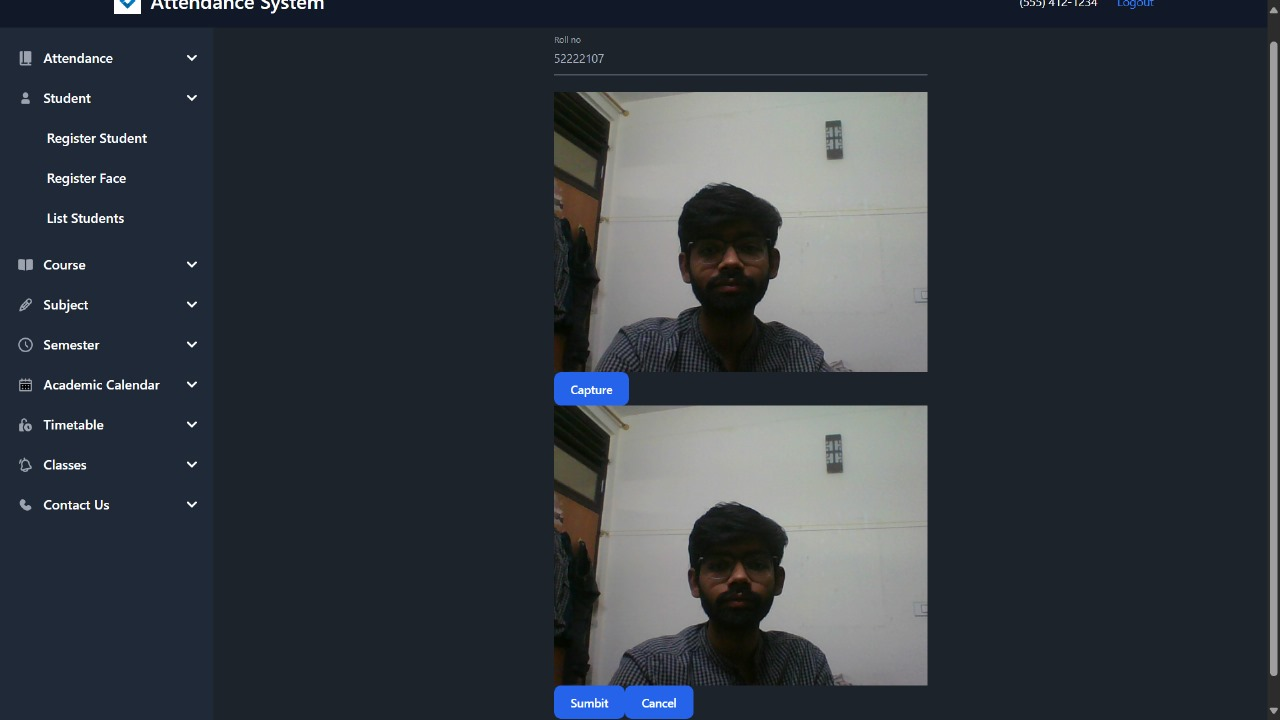 Attendance System
(555) 412-1234
Logout
Attendance
Student
Register Student
Register Face
List Students
Course
Subject
Semester
Academic Calendar
Timetable
Classes
Contact Us
Roll no
52222107
Capture
Sumbit
Cancel